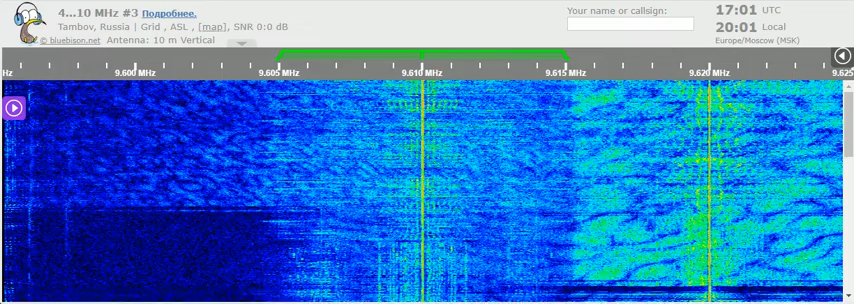 4...10 MHz #3 Подробнее.
Tambov, Russia | Grid , ASL , [map], SNR 0:0 dB
© bluebison.net Antenna: 10 m Vertical
Your name or callsign:
17:01 UTC
20:01 Local
Europe/Moscow (MSK)
Hz 9.600 MHz 9.605 MHz 9.610 MHz 9.615 MHz 9.620 MHz 9.625